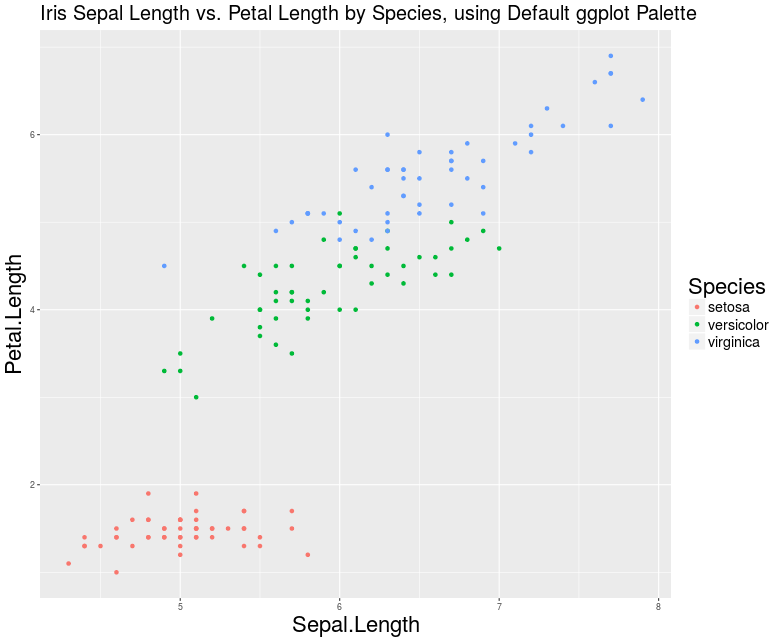 Iris Sepal Length vs. Petal Length by Species, using Default ggplot Palette
6
4
2
Petal.Length
5
6
7
8
Sepal.Length
Species
setosa
versicolor
virginica